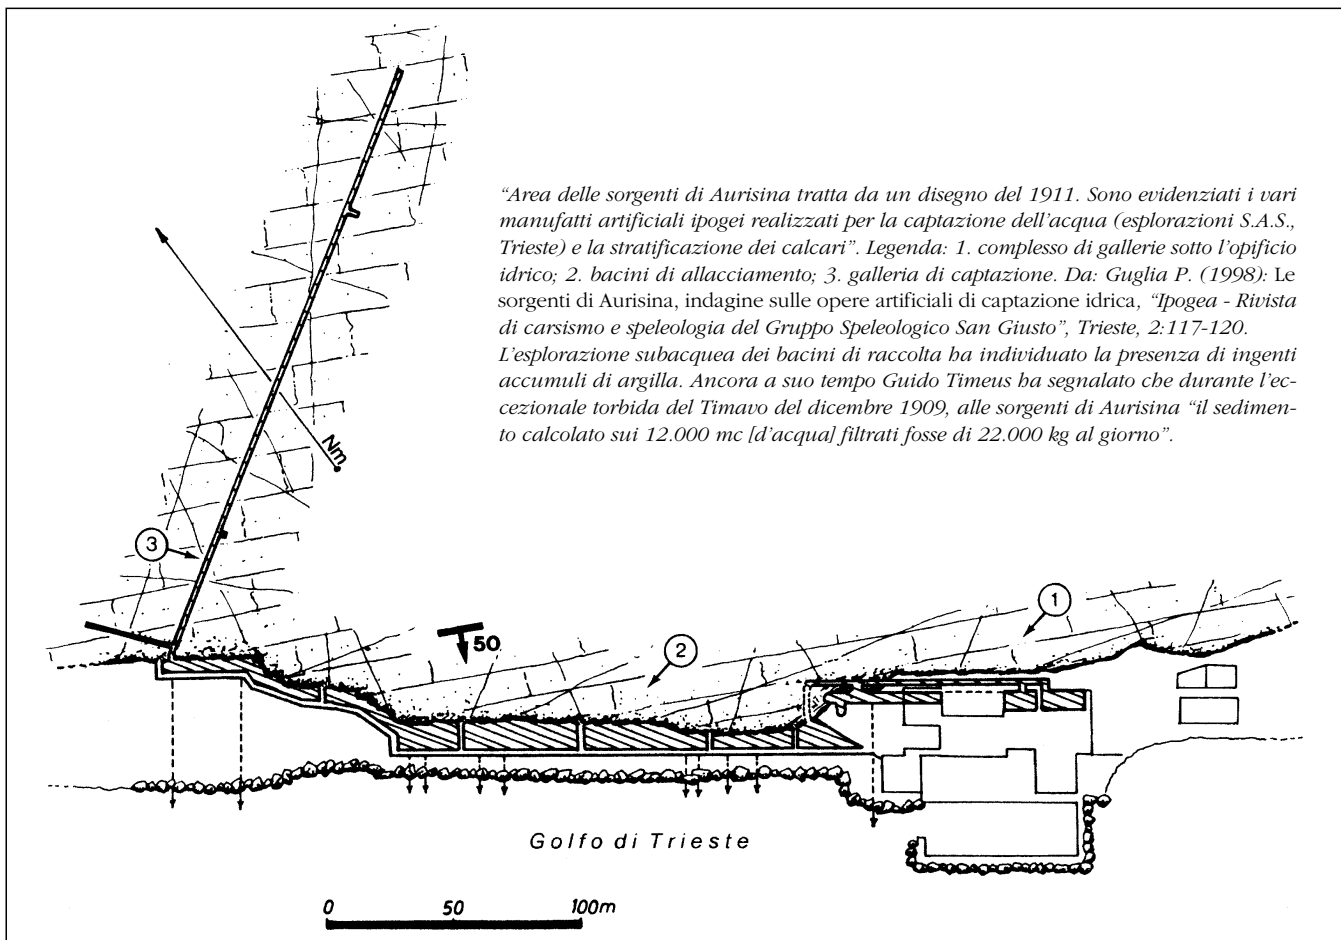 “Area delle sorgenti di Aurisina tratta da un disegno del 1911. Sono evidenziati i vari
manufatti artificiali ipogei realizzati per la captazione dell’acqua (esplorazioni S.A.S.,
Trieste) e la stratificazione dei calcari”. Legenda: 1. complesso di gallerie sotto l’opificio
idrico; 2. bacini di allacciamento; 3. galleria di captazione. Da: Guglia P. (1998): Le
sorgenti di Aurisina, indagine sulle opere artificiali di captazione idrica, “Ipogea - Rivista
di carsismo e speleologia del Gruppo Speleologico San Giusto”, Trieste, 2:117-120.
L’esplorazione subacquea dei bacini di raccolta ha individuato la presenza di ingenti
accumuli di argilla. Ancora a suo tempo Guido Timeus ha segnalato che durante l’ec-
cezionale torbida del Timavo del dicembre 1909, alle sorgenti di Aurisina “il sedimen-
to calcolato sui 12.000 mc [d’acqua] filtrati fosse di 22.000 kg al giorno”.
Nm
3
1
50
2
Golfo di Trieste
0 50 100m